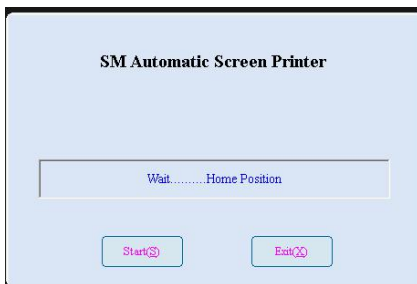 SM Automatic Screen Printer
Wait..........Home Position
Start(S)
Exit(X)